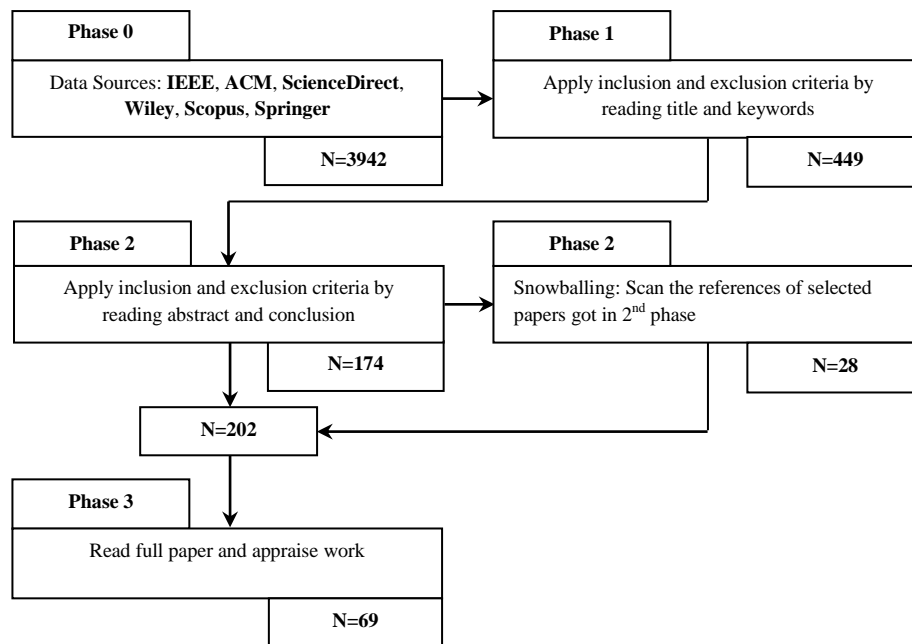 Phase 0
Data Sources: IEEE, ACM, ScienceDirect,
Wiley, Scopus, Springer
N=3942
Phase 1
Apply inclusion and exclusion criteria by
reading title and keywords
N=449
Phase 2
Apply inclusion and exclusion criteria by
reading abstract and conclusion
N=174
Phase 2
Snowballing: Scan the references of selected
papers got in 2nd phase
N=28
N=202
Phase 3
Read full paper and appraise work
N=69